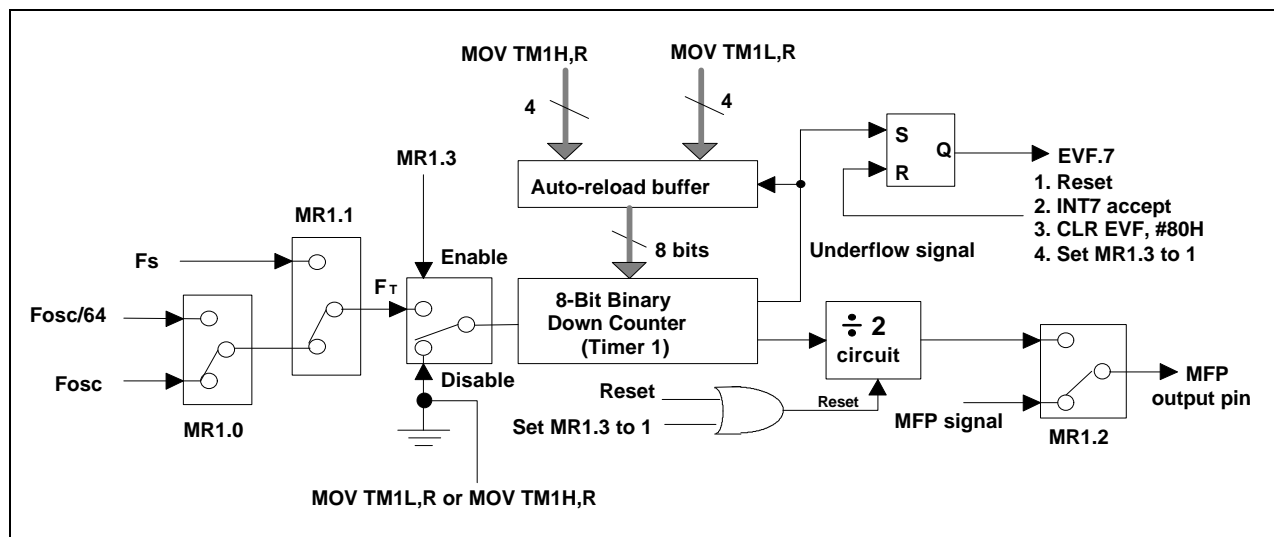 MOV TM1H,R
MOV TM1L,R
4
4
S
Q
R
EVF.7
1. Reset
2. INT7 accept
3. CLR EVF, #80H
4. Set MR1.3 to 1
MR1.3
Auto-reload buffer
MR1.1
8 bits
Underflow signal
Fs
Enable
FT
Fosc/64
8-Bit Binary
Down Counter
(Timer 1)
÷ 2
circuit
Fosc
Disable
MR1.0
Reset
Reset
Set MR1.3 to 1
MFP signal
MFP
output pin
MR1.2
MOV TM1L,R or MOV TM1H,R